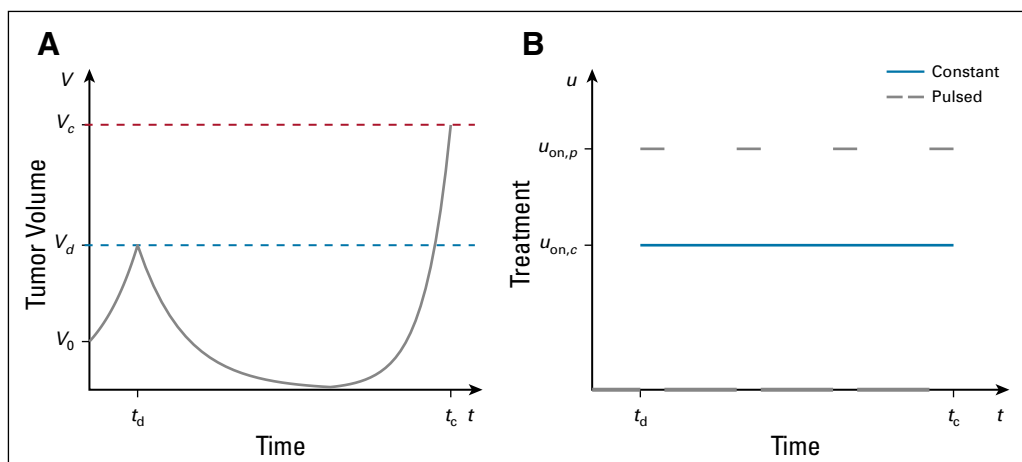 A
V
V_c
V_d
V_0
Tumor Volume
t_d
t_c t
Time
B
u
Constant
Pulsed
u_on,p
u_on,c
Treatment
t_d
t_c
t
Time